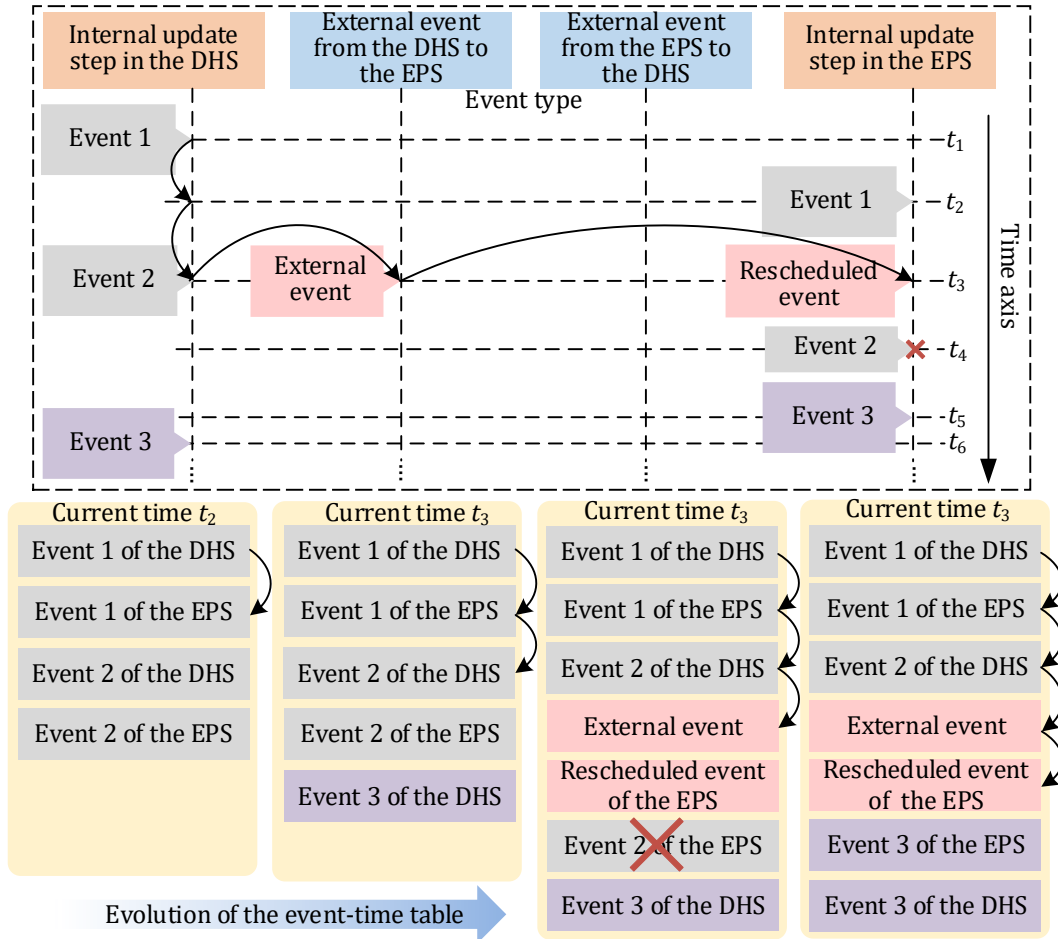 Internal update
step in the DHS
External event
from the DHS to
the EPS
External event
from the EPS to
the DHS
Internal update
step in the EPS
Event type
Event 1
t1
Event 1
t2
Event 2
External
event
Rescheduled
event
t3
Event 2
t4
Event 3
t5
Event 3
t6
Time axis
Current time t2
Event 1 of the DHS
Event 1 of the EPS
Event 2 of the DHS
Event 2 of the EPS
Current time t3
Event 1 of the DHS
Event 1 of the EPS
Event 2 of the DHS
Event 2 of the EPS
Event 3 of the DHS
Current time t3
Event 1 of the DHS
Event 1 of the EPS
Event 2 of the DHS
External event
Rescheduled event
of the EPS
Event 2 of the EPS
Event 3 of the DHS
Current time t3
Event 1 of the DHS
Event 1 of the EPS
Event 2 of the DHS
External event
Rescheduled event
of the EPS
Event 3 of the EPS
Event 3 of the DHS
Evolution of the event-time table